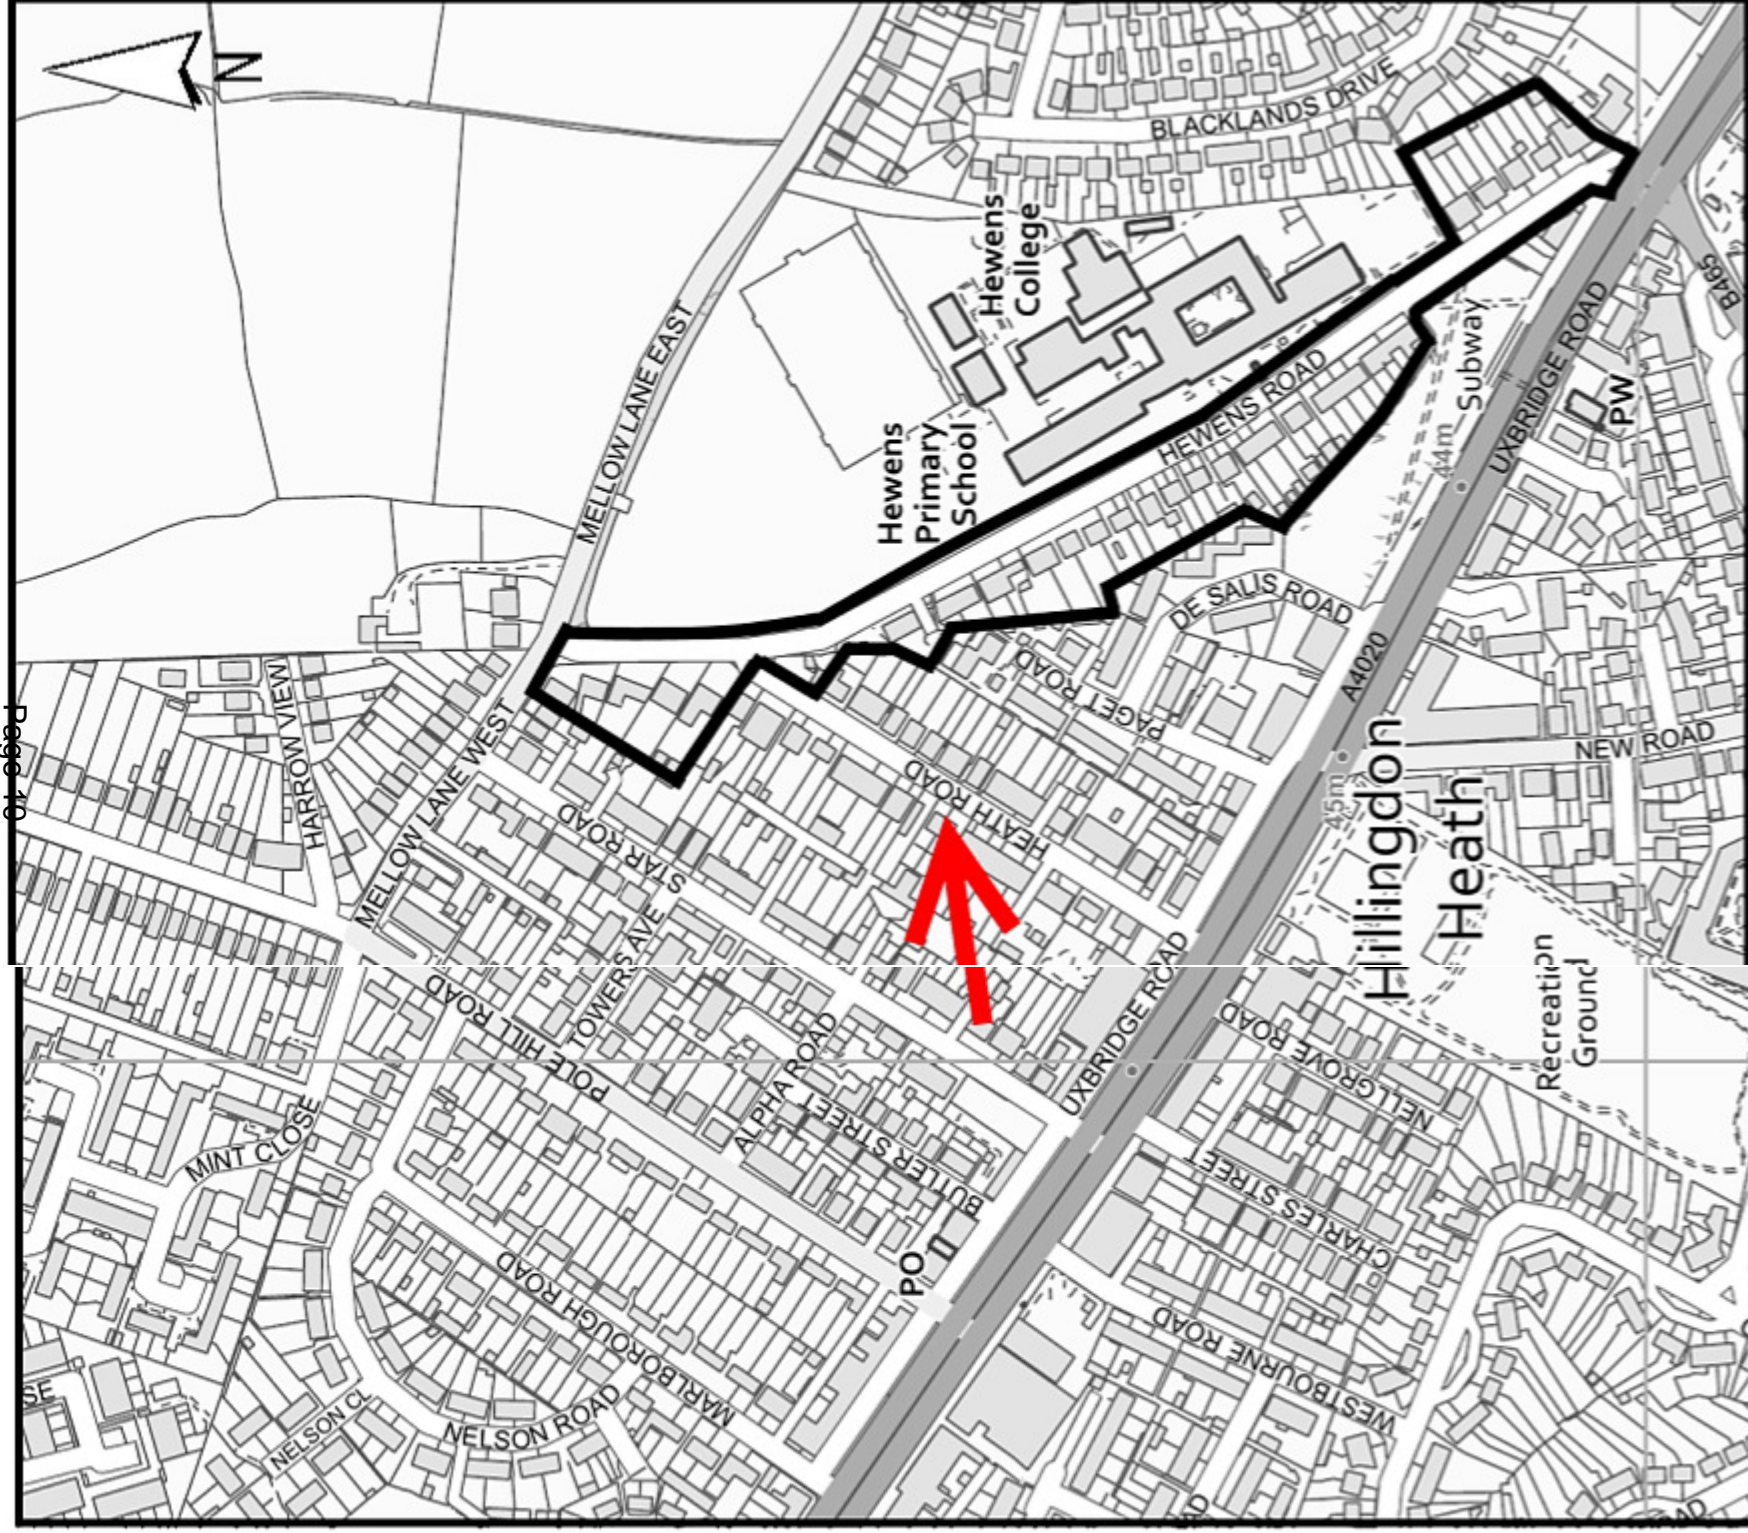 N
BLACKLANDS DRIVE
Hewens
College
MELLOW LANE EAST
B465
UXBRIDGE ROAD
Subway
HEWENS ROAD
PW
44m
Hewens
Primary
School
DE SALIS ROAD
PAGET ROAD
A4020
HARROW VIEW
MELLOW LANE WEST
NEW ROAD
Hillingdon
Heath
HEATH ROAD
STAR ROAD
45m
TOWERS AVE
UXBRIDGE ROAD
Recreation
Ground
POLE HILL ROAD
ALPHA ROAD
NELLGROVE ROAD
MINT CLOSE
BUTLER STREET
CHARLES STREET
PO
MARLBOROUGH ROAD
WESTBOURNE ROAD
NELSON CL
NELSON ROAD
SE
AD
AD